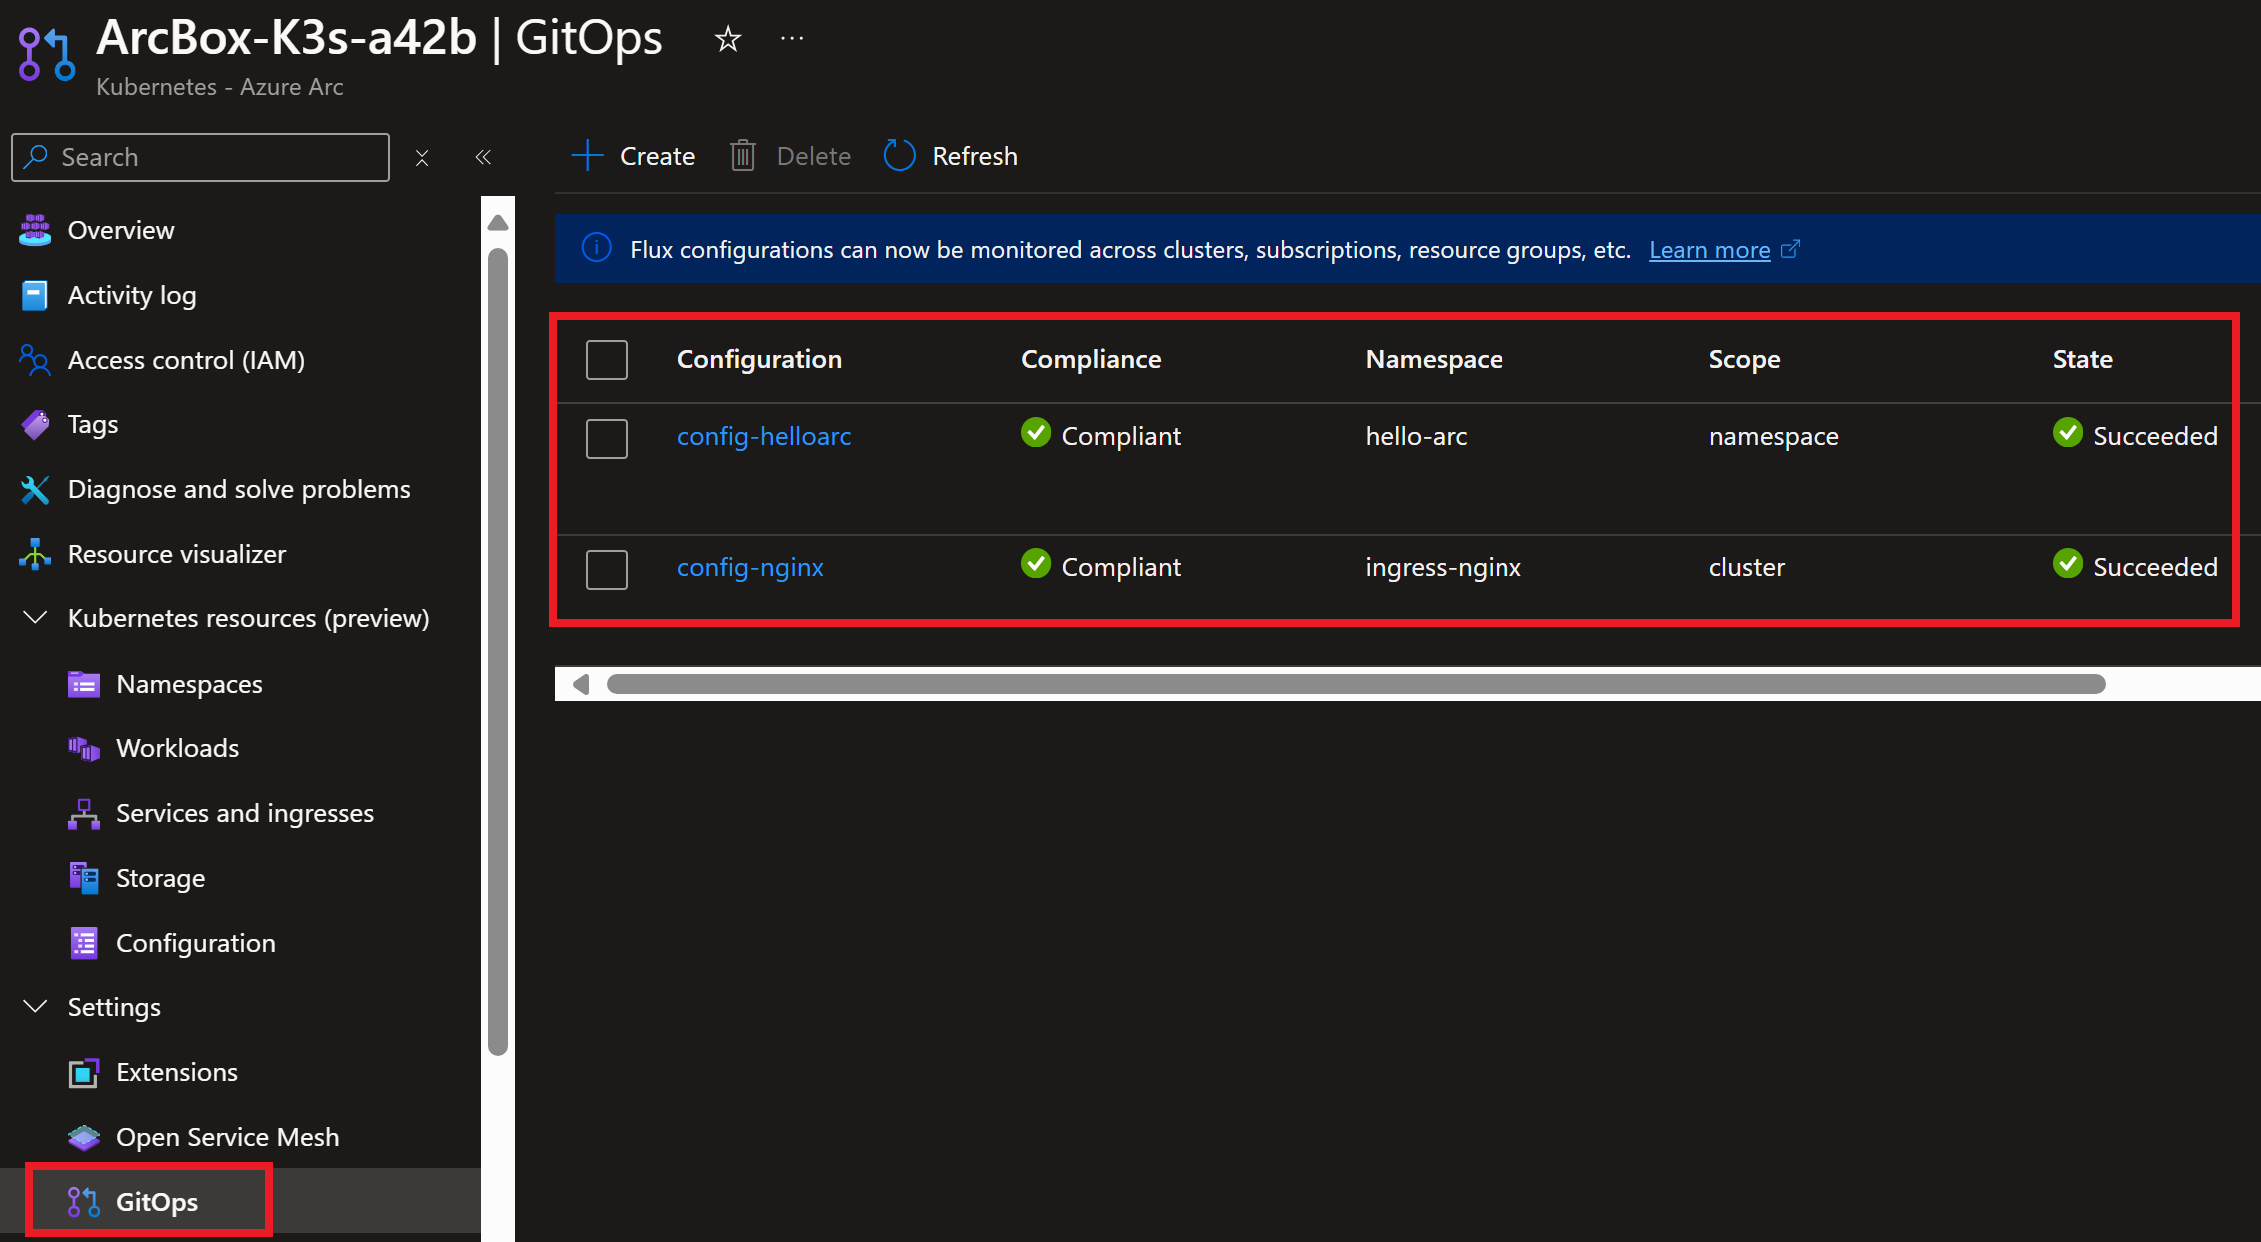 ArcBox-K3s-a42b | GitOps
Kubernetes - Azure Arc
Search
Create
Delete
Refresh
Overview
Activity log
Access control (IAM)
Tags
Diagnose and solve problems
Resource visualizer
Kubernetes resources (preview)
Namespaces
Workloads
Services and ingresses
Storage
Configuration
Settings
Extensions
Open Service Mesh
GitOps
Flux configurations can now be monitored across clusters, subscriptions, resource groups, etc. Learn more
Configuration Compliance Namespace Scope State
config-helloarc Compliant hello-arc namespace Succeeded
config-nginx Compliant ingress-nginx cluster Succeeded